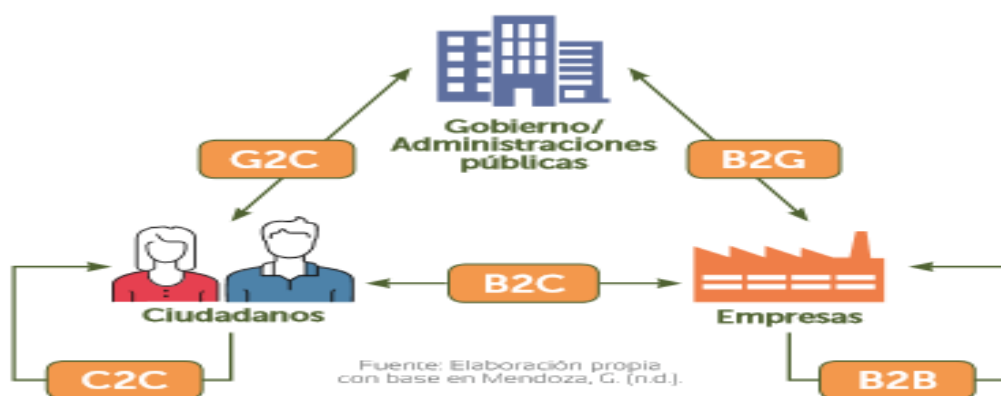 Gobierno/
Administraciones
públicas
G2C
B2G
B2C
Ciudadanos
Empresas
C2C
Fuente: Elaboración propia
con base en Mendoza, G. (n.d.).
B2B